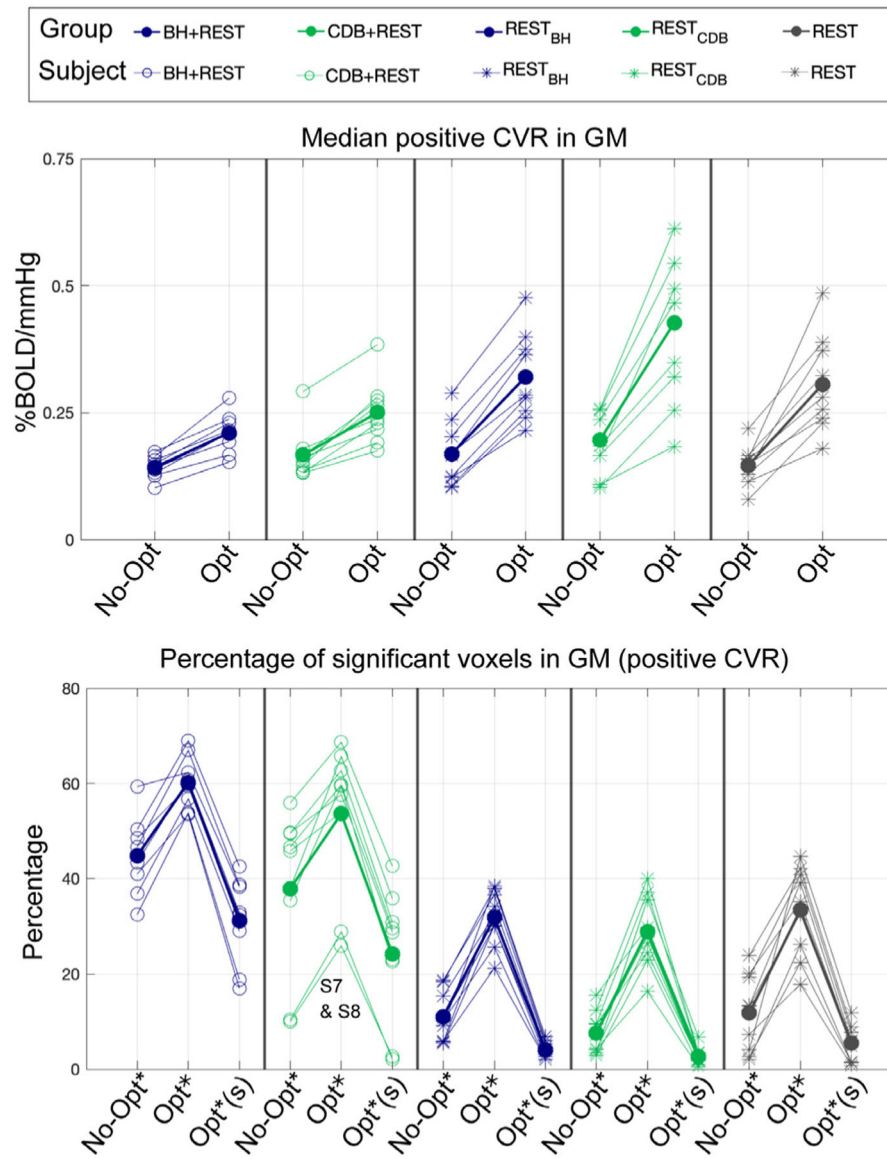 Group BH+REST CDB+REST REST_BH REST_CDB REST
Subject BH+REST CDB+REST REST_BH REST_CDB REST
Median positive CVR in GM
%BOLD/mmHg
0.75
0.5
0.25
0
No-Opt Opt No-Opt Opt No-Opt Opt No-Opt Opt No-Opt Opt
Percentage of significant voxels in GM (positive CVR)
Percentage
80
60
40
20
0
S7
& S8
No-Opt* Opt* Opt*(s) No-Opt* Opt* Opt*(s) No-Opt* Opt* Opt*(s) No-Opt* Opt* Opt*(s) No-Opt* Opt* Opt*(s)